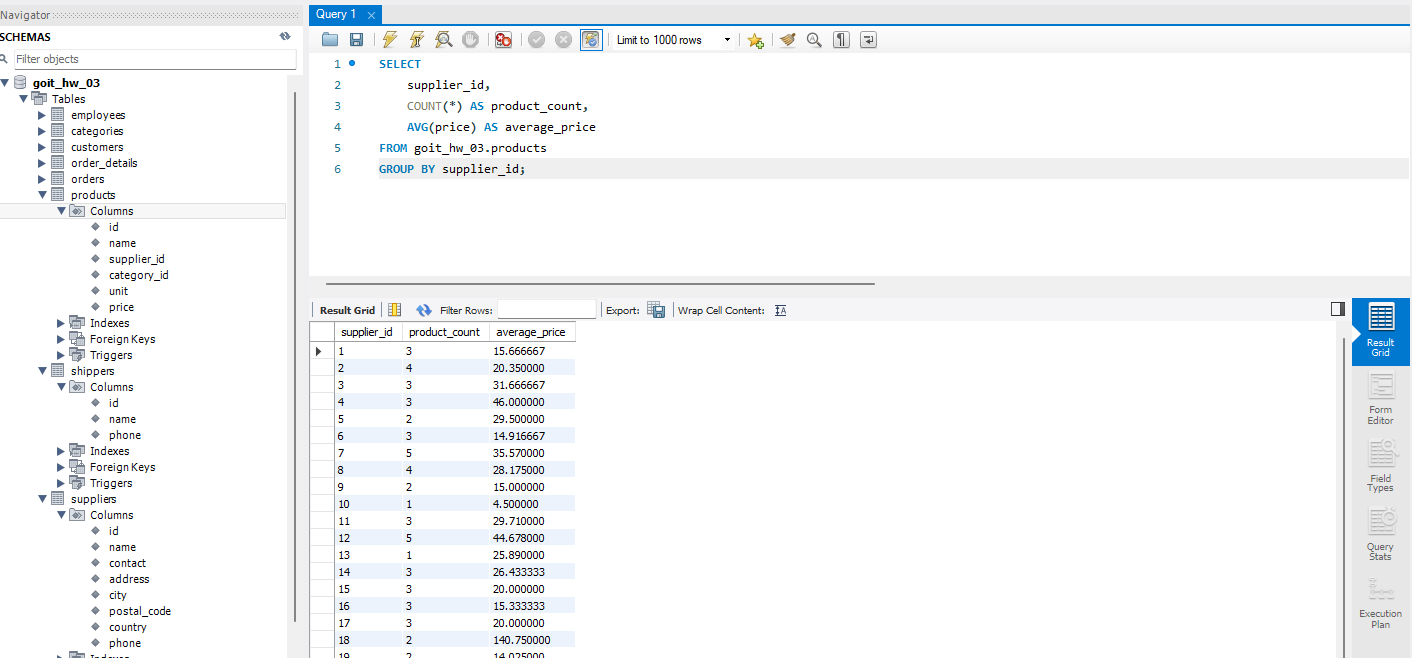 Navigator
SCHEMAS
Filter objects
goit_hw_03
Tables
employees
categories
customers
order_details
orders
products
Columns
id
name
supplier_id
category_id
unit
price
Indexes
Foreign Keys
Triggers
shippers
Columns
id
name
phone
Indexes
Foreign Keys
Triggers
suppliers
Columns
id
name
contact
address
city
postal_code
country
phone
Indexes
Query 1
Limit to 1000 rows
1 SELECT
2 supplier_id,
3 COUNT(*) AS product_count,
4 AVG(price) AS average_price
5 FROM goit_hw_03.products
6 GROUP BY supplier_id;
Result Grid Filter Rows: Export: Wrap Cell Content: IA
supplier_id product_count average_price
1 3 15.666667
2 4 20.350000
3 3 31.666667
4 3 46.000000
5 2 29.500000
6 3 14.916667
7 5 35.570000
8 4 28.175000
9 2 15.000000
10 1 4.500000
11 3 29.710000
12 5 44.678000
13 1 25.890000
14 3 26.433333
15 3 20.000000
16 3 15.333333
17 3 20.000000
18 2 140.750000
19 2 14.025000
Result
Grid
Form
Editor
Field
Types
Query
Stats
Execution
Plan